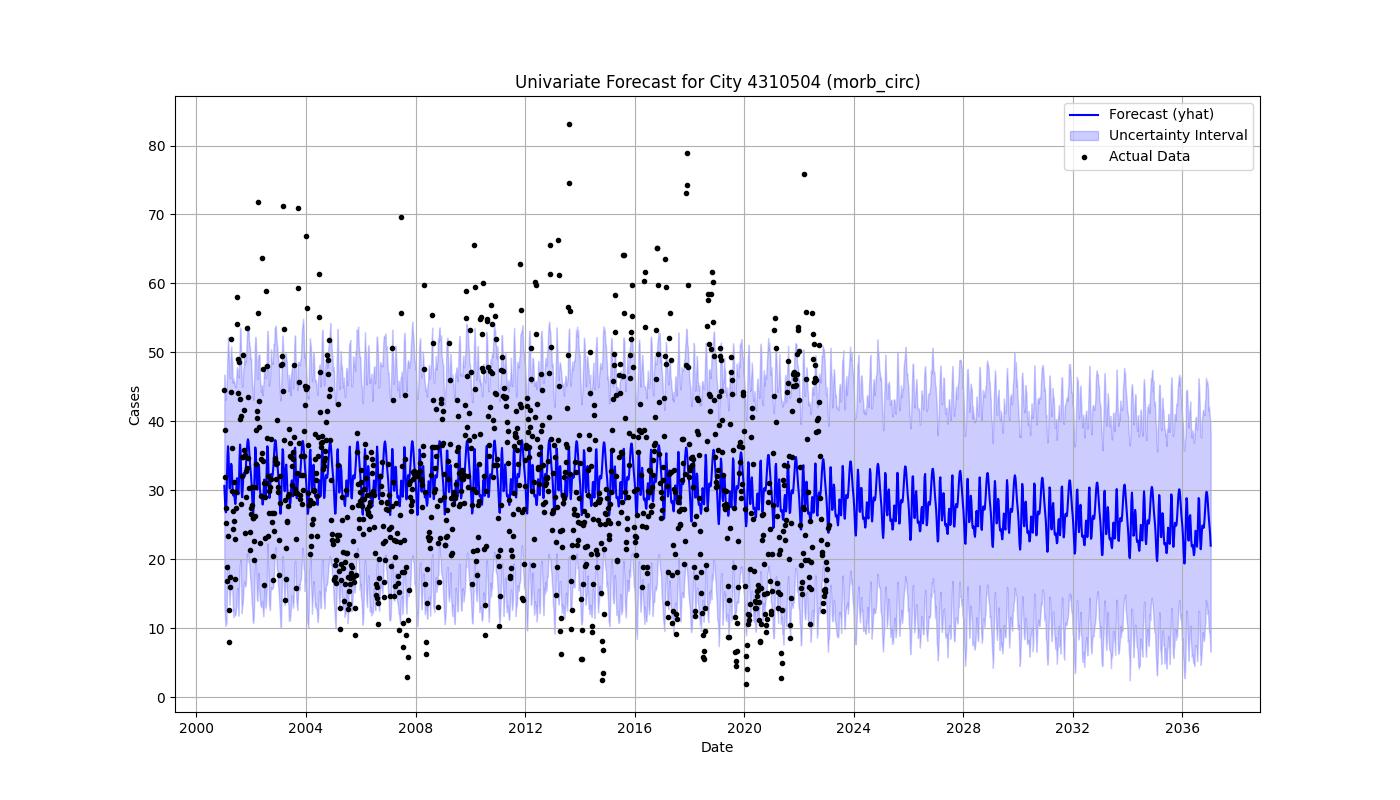 Univariate Forecast for City 4310504 (morb_circ)
Forecast (yhat)
Uncertainty Interval
Actual Data
Cases
80
70
60
50
40
30
20
10
0
2000 2004 2008 2012 2016 2020 2024 2028 2032 2036
Date